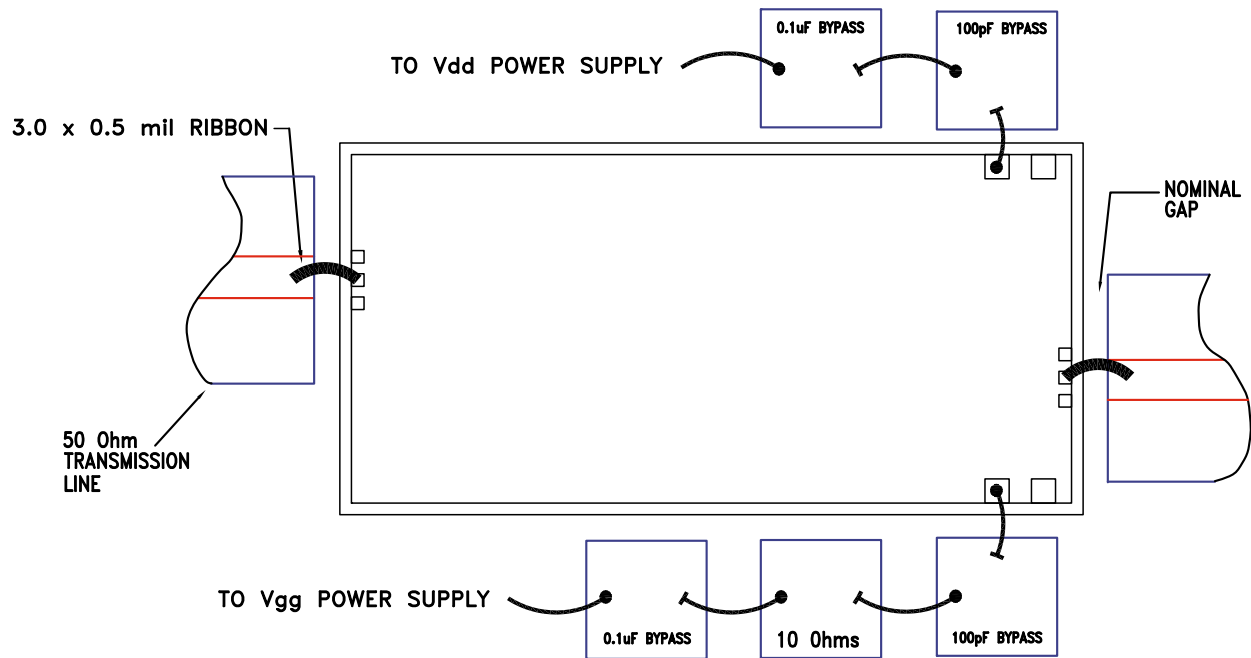 0.1uF BYPASS
100pF BYPASS
TO Vdd POWER SUPPLY
3.0 x 0.5 mil RIBBON
NOMINAL
GAP
50 Ohm
TRANSMISSION
LINE
TO Vgg POWER SUPPLY
0.1uF BYPASS
10 Ohms
100pF BYPASS